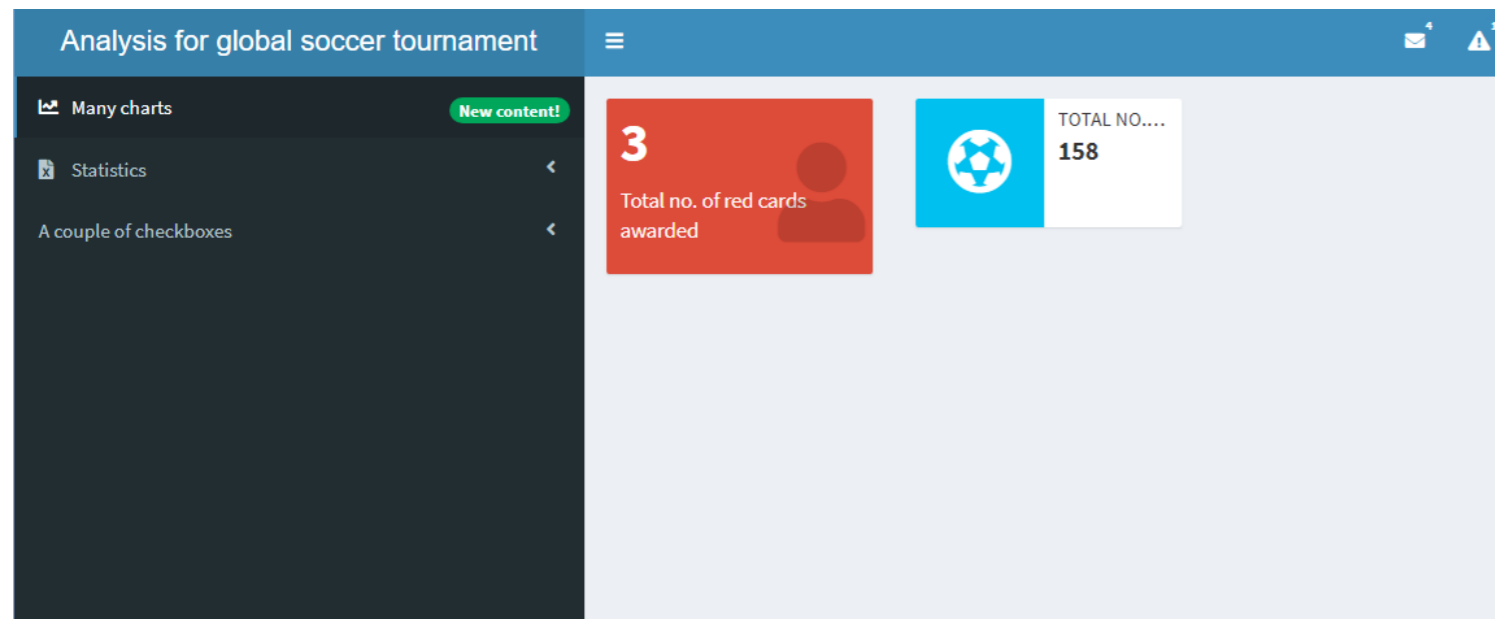 Analysis for global soccer tournament
4
Many charts
New content!
Statistics
A couple of checkboxes
3
Total no. of red cards
awarded
TOTAL NO....
158